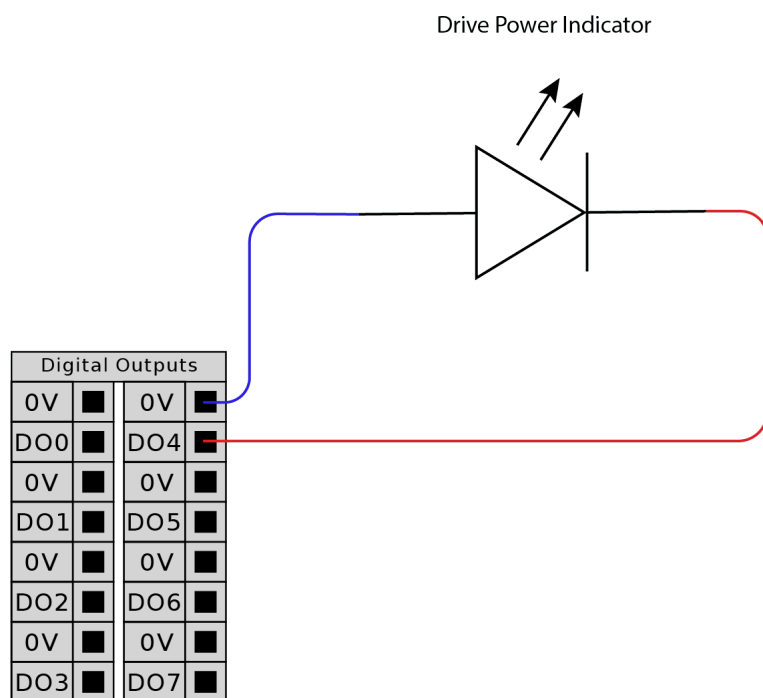 Drive Power Indicator
Digital Outputs
0V 0V
DO0 DO4
0V 0V
DO1 DO5
0V 0V
DO2 DO6
0V 0V
DO3 DO7